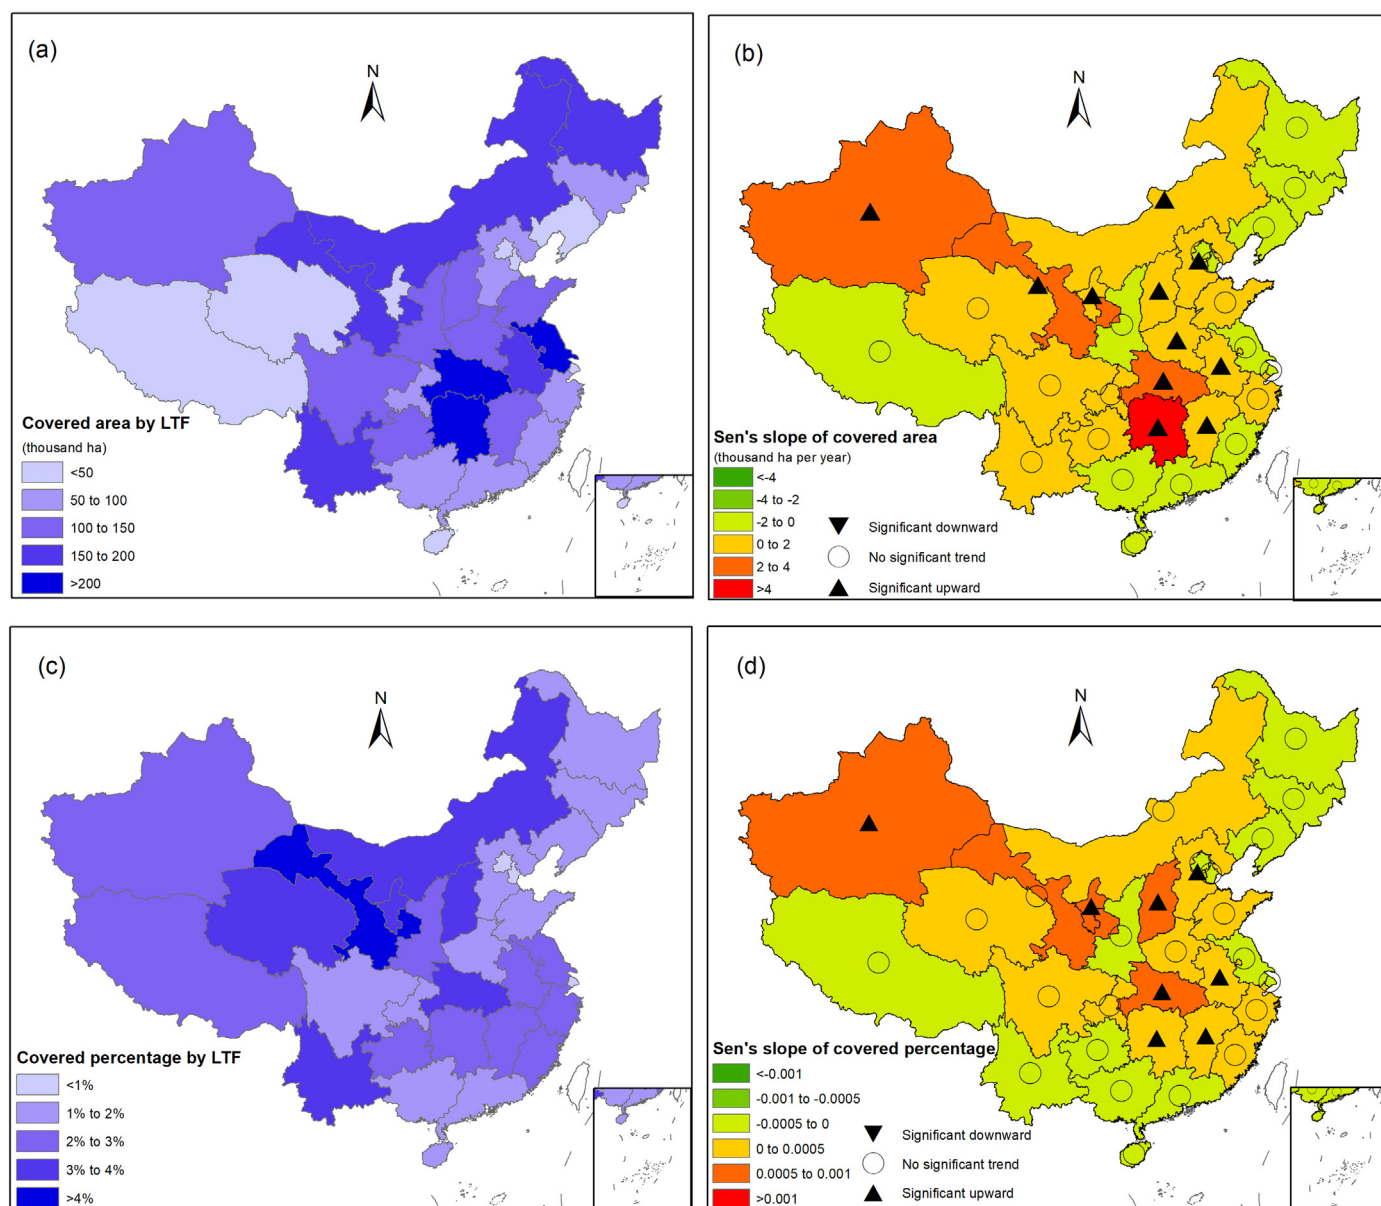 (a)
N
Covered area by LTF
(thousand ha)
<50
50 to 100
100 to 150
150 to 200
>200
(b)
N
Sen's slope of covered area
(thousand ha per year)
<-4
-4 to -2
-2 to 0
0 to 2
2 to 4
>4
Significant downward
No significant trend
Significant upward
(c)
N
Covered percentage by LTF
<1%
1% to 2%
2% to 3%
3% to 4%
>4%
(d)
N
Sen's slope of covered percentage
<-0.001
-0.001 to -0.0005
-0.0005 to 0
0 to 0.0005
0.0005 to 0.001
>0.001
Significant downward
No significant trend
Significant upward